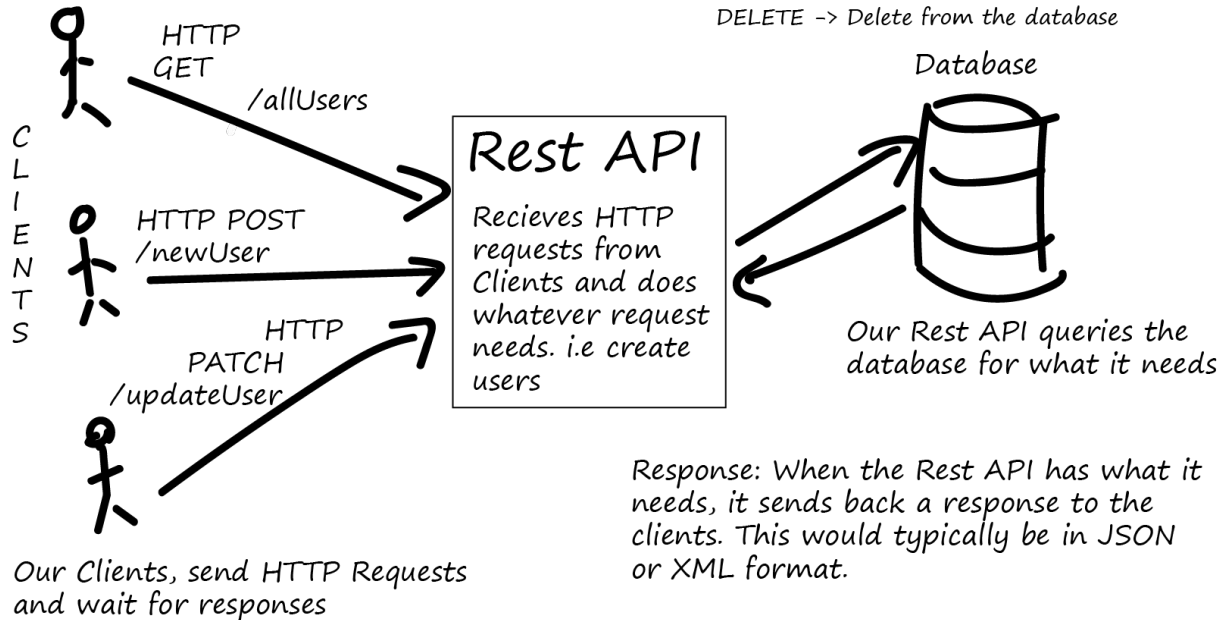 DELETE -> Delete from the database
HTTP
GET
/allUsers
CLIENTS
HTTP POST
/newUser
HTTP
PATCH
/updateUser
Our Clients, send HTTP Requests
and wait for responses
Rest API
Recieves HTTP
requests from
Clients and does
whatever request
needs. i.e create
users
Database
Our Rest API queries the
database for what it needs
Response: When the Rest API has what it
needs, it sends back a response to the
clients. This would typically be in JSON
or XML format.